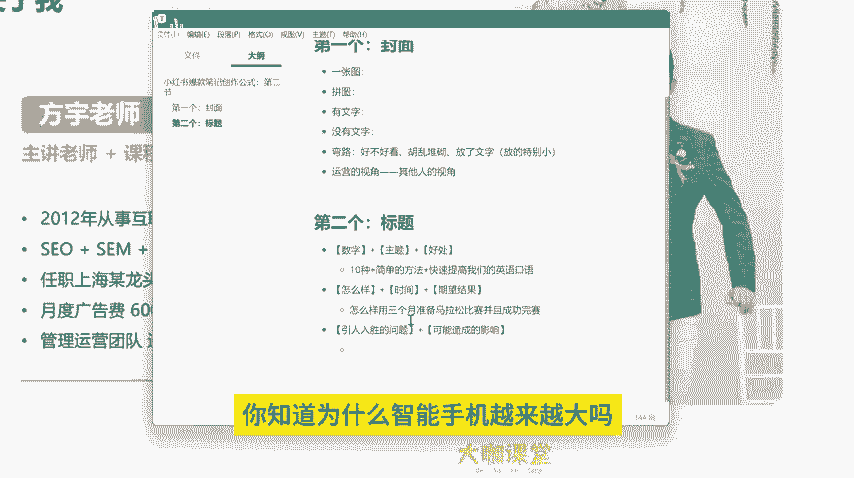 文件(F) 编辑(E) 段落(P) 格式(O) 视图(V) 主题(T) 帮助(H)
文件 大纲
小红书爆款笔记创作公式：第二
节
第一个：封面
第二个：标题
第一个：封面
一张图：
拼图：
有文字：
没有文字：
弯路：好不好看、胡乱堆砌、放了文字（放的特别小）
运营的视角——其他人的视角
第二个：标题
【数字】+【主题】+【好处】
10种+简单的方法+快速提高我们的英语口语
【怎么样】+【时间】+【期望结果】
怎么样用三个月准备马拉松比赛并且成功完赛
【引人入胜的问题】+【可能造成的影响】
方宇老师
主讲老师 + 课程
2012年从事互联
SEO + SEM +
任职上海某龙头
月度广告费 600
管理运营团队
你知道为什么智能手机越来越大吗
大咖课堂